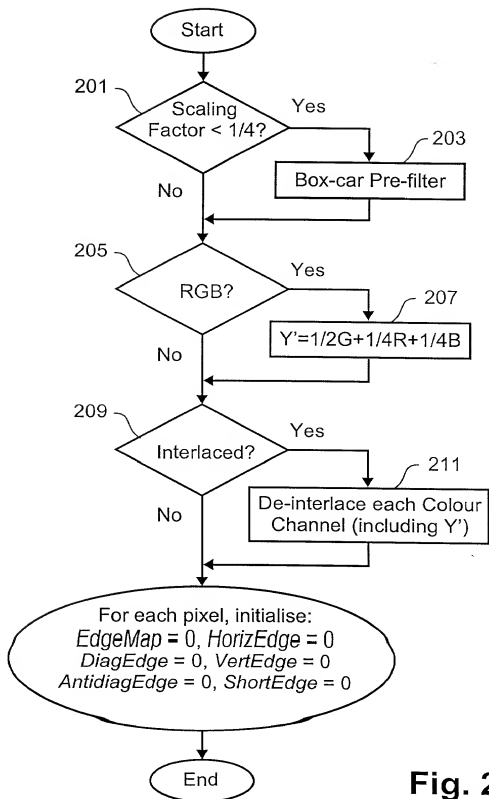 Start
201
Scaling
Factor < 1/4?
Yes
203
Box-car Pre-filter
No
205
RGB?
Yes
207
Y'=1/2G+1/4R+1/4B
No
209
Interlaced?
Yes
211
De-interlace each Colour
Channel (including Y')
No
For each pixel, initialise:
EdgeMap = 0, HorizEdge = 0
DiagEdge = 0, VertEdge = 0
AntidiagEdge = 0, ShortEdge = 0
End
Fig. 2